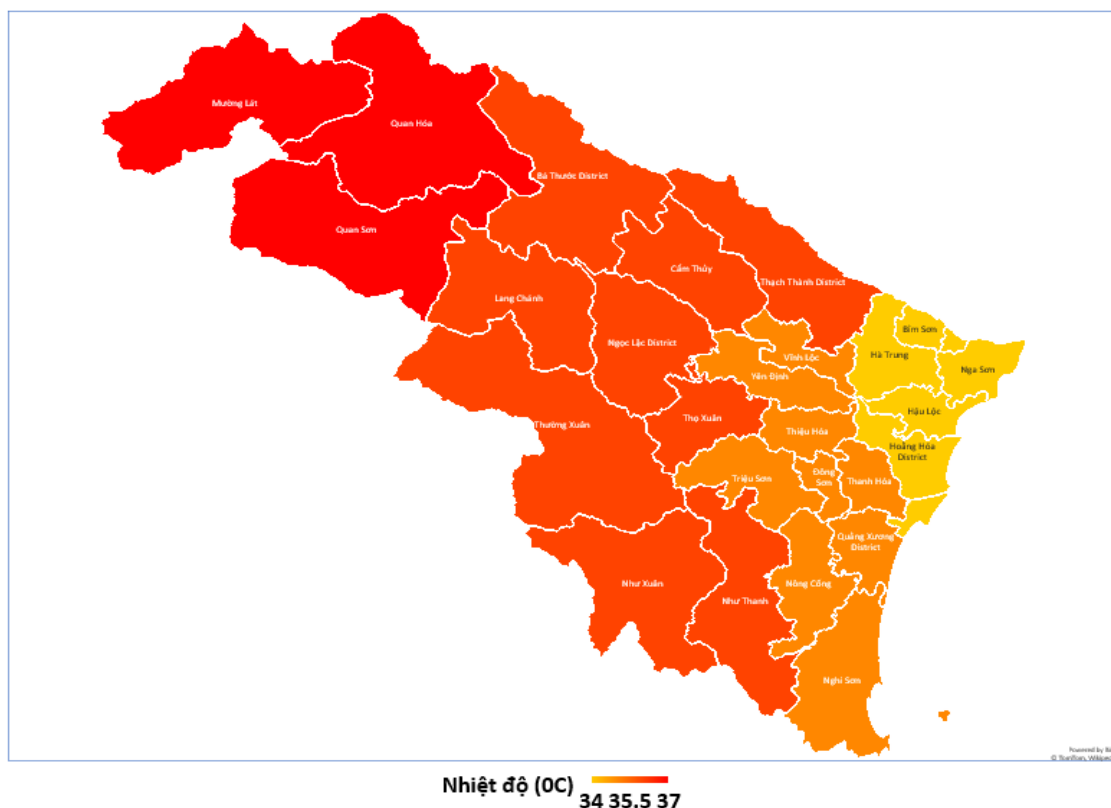 Mường Lát
Quan Hóa
Bá Thước District
Quan Sơn
Cẩm Thủy
Thạch Thành District
Lang Chánh
Bỉm Sơn
Ngọc Lặc District
Hà Trung
Vĩnh Lộc
Nga Sơn
Yên Định
Hậu Lộc
Thọ Xuân
Thường Xuân
Thiệu Hóa
Hoằng Hóa
District
Triệu Sơn
Đông
Sơn
Thanh Hóa
Quảng Xương
District
Như Xuân
Nông Cống
Như Thanh
Nghi Sơn
Powered by
© TomTom,
Nhiệt độ (0C)
34 35.5 37